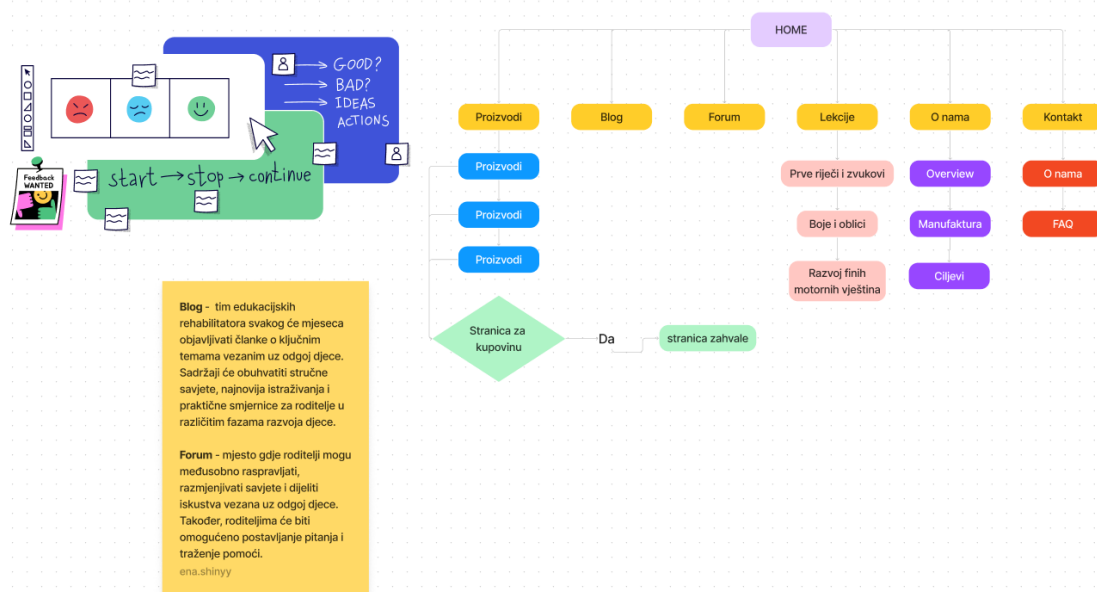 GOOD?
BAD?
IDEAS
ACTIONS
Feedback
WANTED
start → stop → continue
HOME
Proizvodi
Blog
Forum
Lekcije
O nama
Kontakt
Proizvodi
Proizvodi
Proizvodi
Prve riječi i zvukovi
Boje i oblici
Razvoj finih
motornih vještina
Overview
Manufaktura
Ciljevi
O nama
FAQ
Stranica za
kupovinu
Da
stranica zahvale
Blog - tim edukacijskih
rehabilitatora svakog će mjeseca
objavljivati članke o ključnim
temama vezanim uz odgoj djece.
Sadržaji će obuhvatiti stručne
savjete, najnovija istraživanja i
praktične smjernice za roditelje u
različitim fazama razvoja djece.
Forum - mjesto gdje roditelji mogu
međusobno raspravljati,
razmjenjivati savjete i dijeliti
iskustva vezana uz odgoj djece.
Također, roditeljima će biti
omogućeno postavljanje pitanja i
traženje pomoći.
ena.shinyy